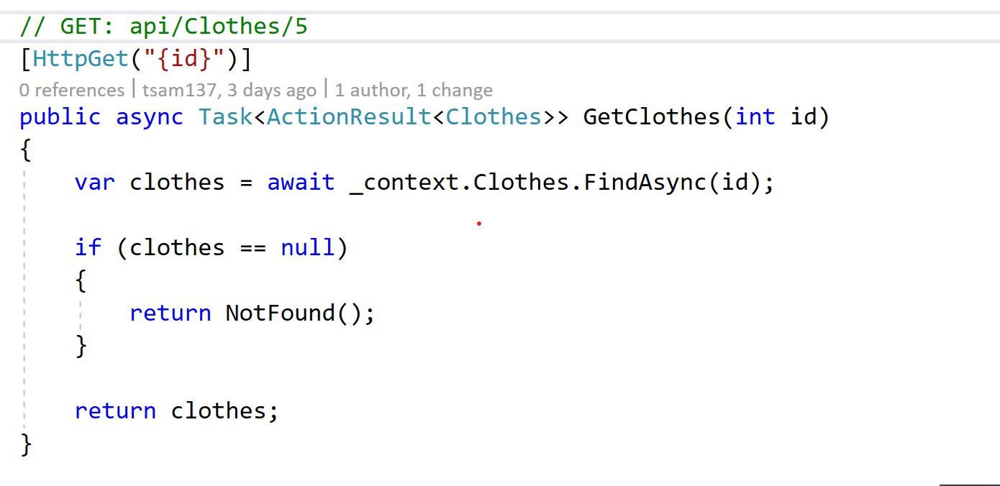 // GET: api/Clothes/5
[HttpGet("{id}")]
0 references | tsam137, 3 days ago | 1 author, 1 change
public async Task<ActionResult<Clothes>> GetClothes(int id)
{
    var clothes = await _context.Clothes.FindAsync(id);

    if (clothes == null)
    {
        return NotFound();
    }

    return clothes;
}